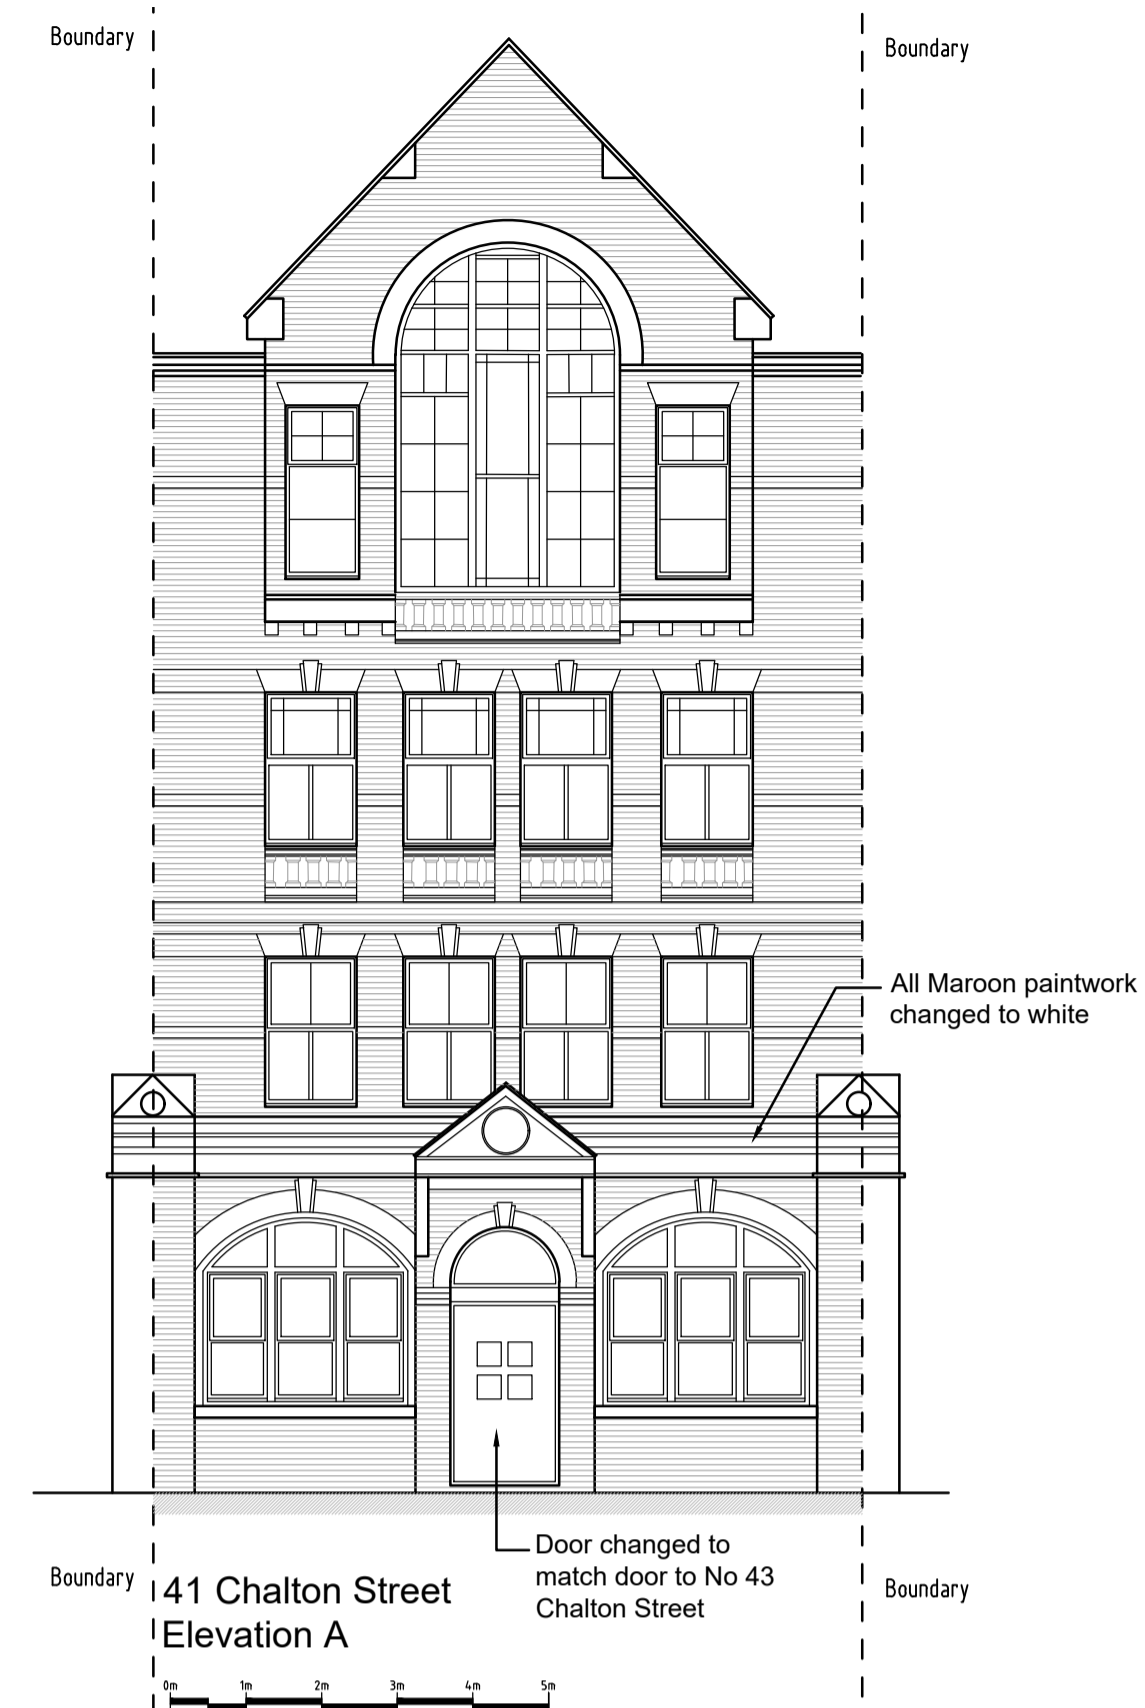 Boundary
Boundary
All Maroon paintwork
changed to white
Door changed to
match door to No 43
Chalton Street
Boundary
Boundary
41 Chalton Street
Elevation A
0m 1m 2m 3m 4m 5m